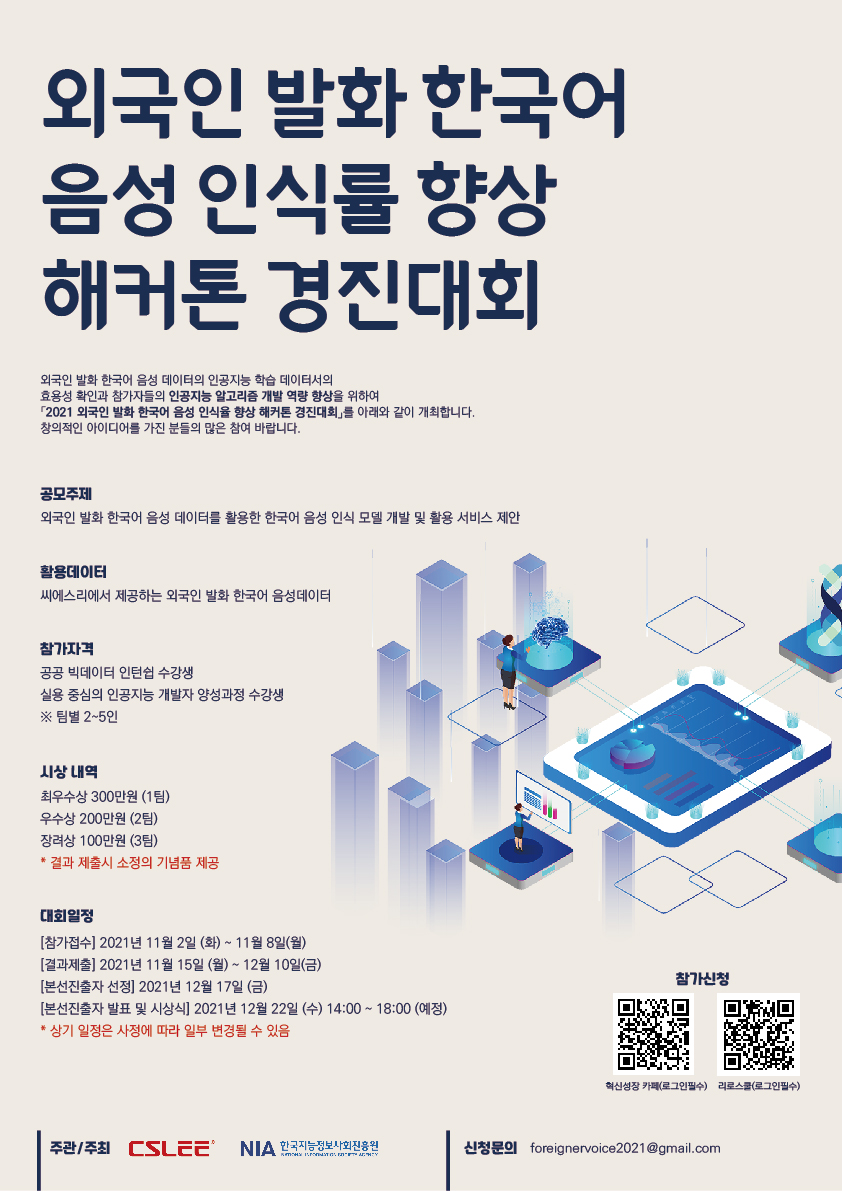 외국인 발화 한국어
음성 인식률 향상
해커톤 경진대회
외국인 발화 한국어 음성 데이터의 인공지능 학습 데이터서의
효용성 확인과 참가자들의 인공지능 알고리즘 개발 역량 향상을 위하여
「2021 외국인 발화 한국어 음성 인식율 향상 해커톤 경진대회」를 아래와 같이 개최합니다.
창의적인 아이디어를 가진 분들의 많은 참여 바랍니다.
공모주제
외국인 발화 한국어 음성 데이터를 활용한 한국어 음성 인식 모델 개발 및 활용 서비스 제안
활용데이터
씨에스리에서 제공하는 외국인 발화 한국어 음성데이터
참가자격
공공 빅데이터 인턴쉽 수강생
실용 중심의 인공지능 개발자 양성과정 수강생
※ 팀별 2~5인
시상 내역
최우수상 300만원 (1팀)
우수상 200만원 (2팀)
장려상 100만원 (3팀)
* 결과 제출시 소정의 기념품 제공
대회일정
[참가접수] 2021년 11월 2일 (화) ~ 11월 8일(월)
[결과제출] 2021년 11월 15일 (월) ~ 12월 10일(금)
[본선진출자 선정] 2021년 12월 17일 (금)
[본선진출자 발표 및 시상식] 2021년 12월 22일 (수) 14:00 ~ 18:00 (예정)
* 상기 일정은 사정에 따라 일부 변경될 수 있음
참가신청
혁신성장 카페(로그인필수) 리로스쿨(로그인필수)
주관/주최 CSLEE NIA 한국지능정보사회진흥원
NATIONAL INFORMATION SOCIETY AGENCY
신청문의 foreignervoice2021@gmail.com